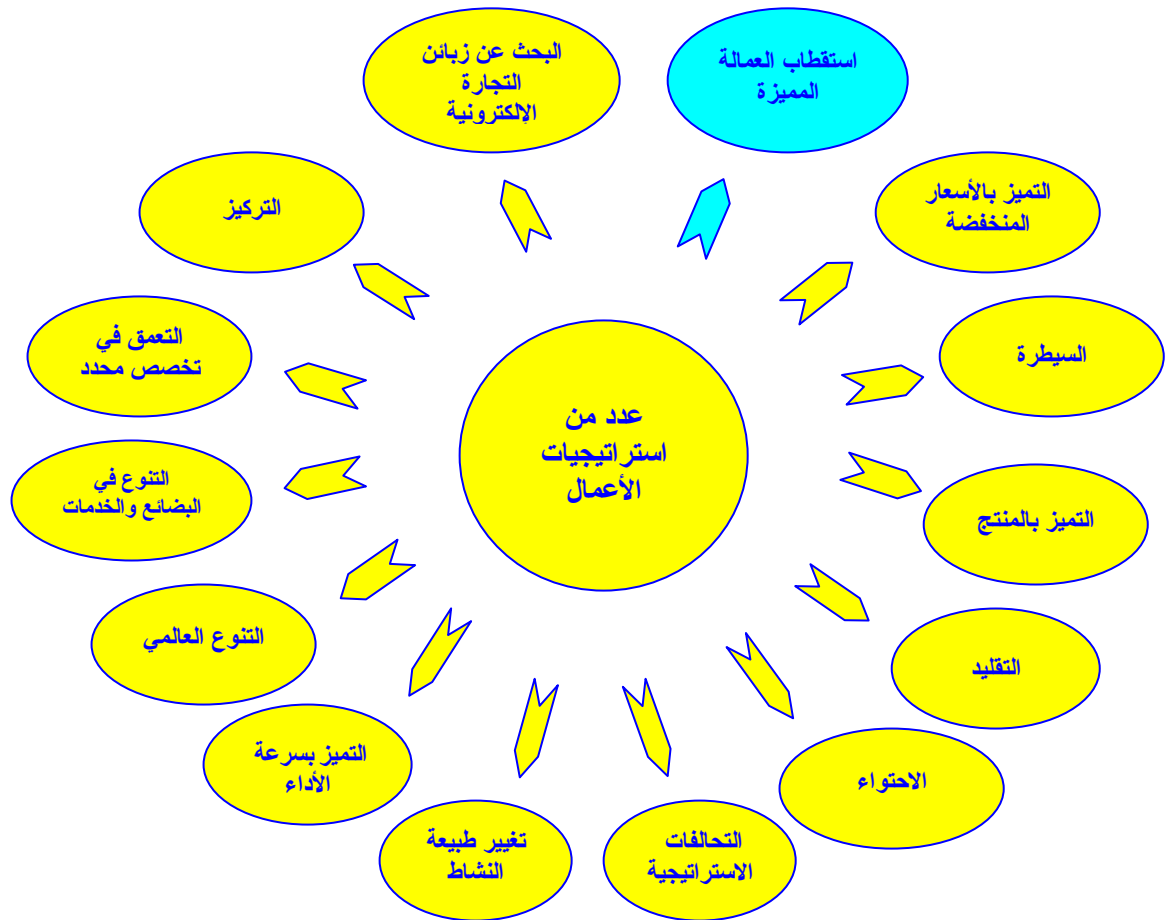 عدد من
استراتيجيات
الأعمال
استقطاب العمالة
المميزة
التميز بالأسعار
المنخفضة
السيطرة
التميز بالمنتج
التقليد
الاحتواء
التحالفات
الاستراتيجية
تغيير طبيعة
النشاط
التميز بسرعة
الأداء
التنوع العالمي
التنوع في
البضائع والخدمات
التعمق في
تخصص محدد
التركيز
البحث عن زبائن
التجارة
الإلكترونية